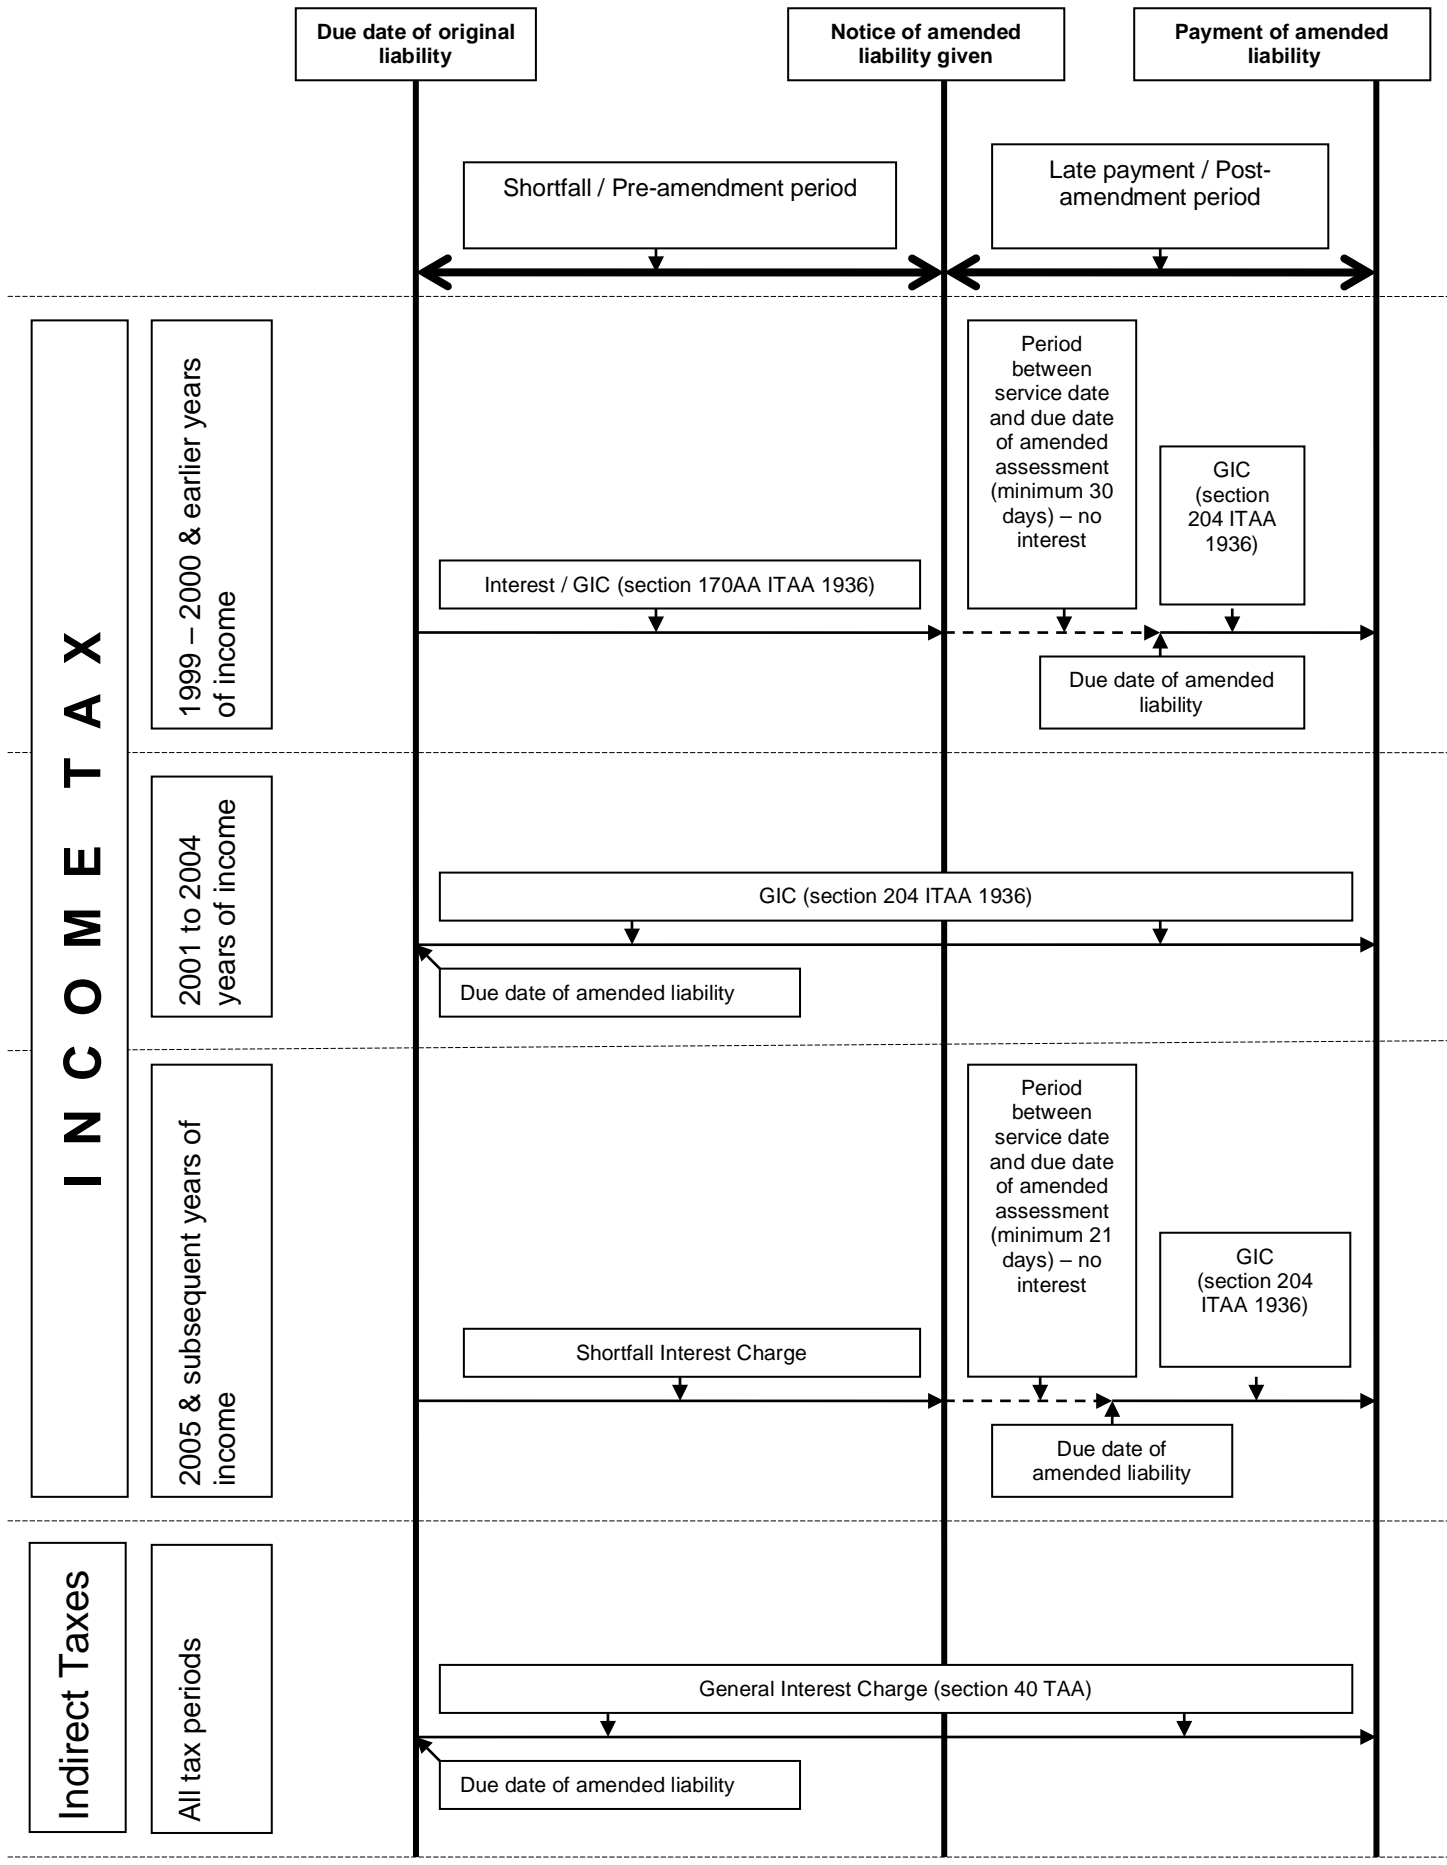 Due date of original
liability
Notice of amended
liability given
Payment of amended
liability
Shortfall / Pre-amendment period
Late payment / Post-
amendment period
INCOME TAX
1999 – 2000 & earlier years
of income
Interest / GIC (section 170AA ITAA 1936)
Period
between
service date
and due date
of amended
assessment
(minimum 30
days) – no
interest
GIC
(section
204 ITAA
1936)
Due date of amended
liability
2001 to 2004
years of income
GIC (section 204 ITAA 1936)
Due date of amended liability
2005 & subsequent years of
income
Shortfall Interest Charge
Period
between
service date
and due date
of amended
assessment
(minimum 21
days) – no
interest
GIC
(section 204
ITAA 1936)
Due date of
amended liability
Indirect Taxes
All tax periods
General Interest Charge (section 40 TAA)
Due date of amended liability